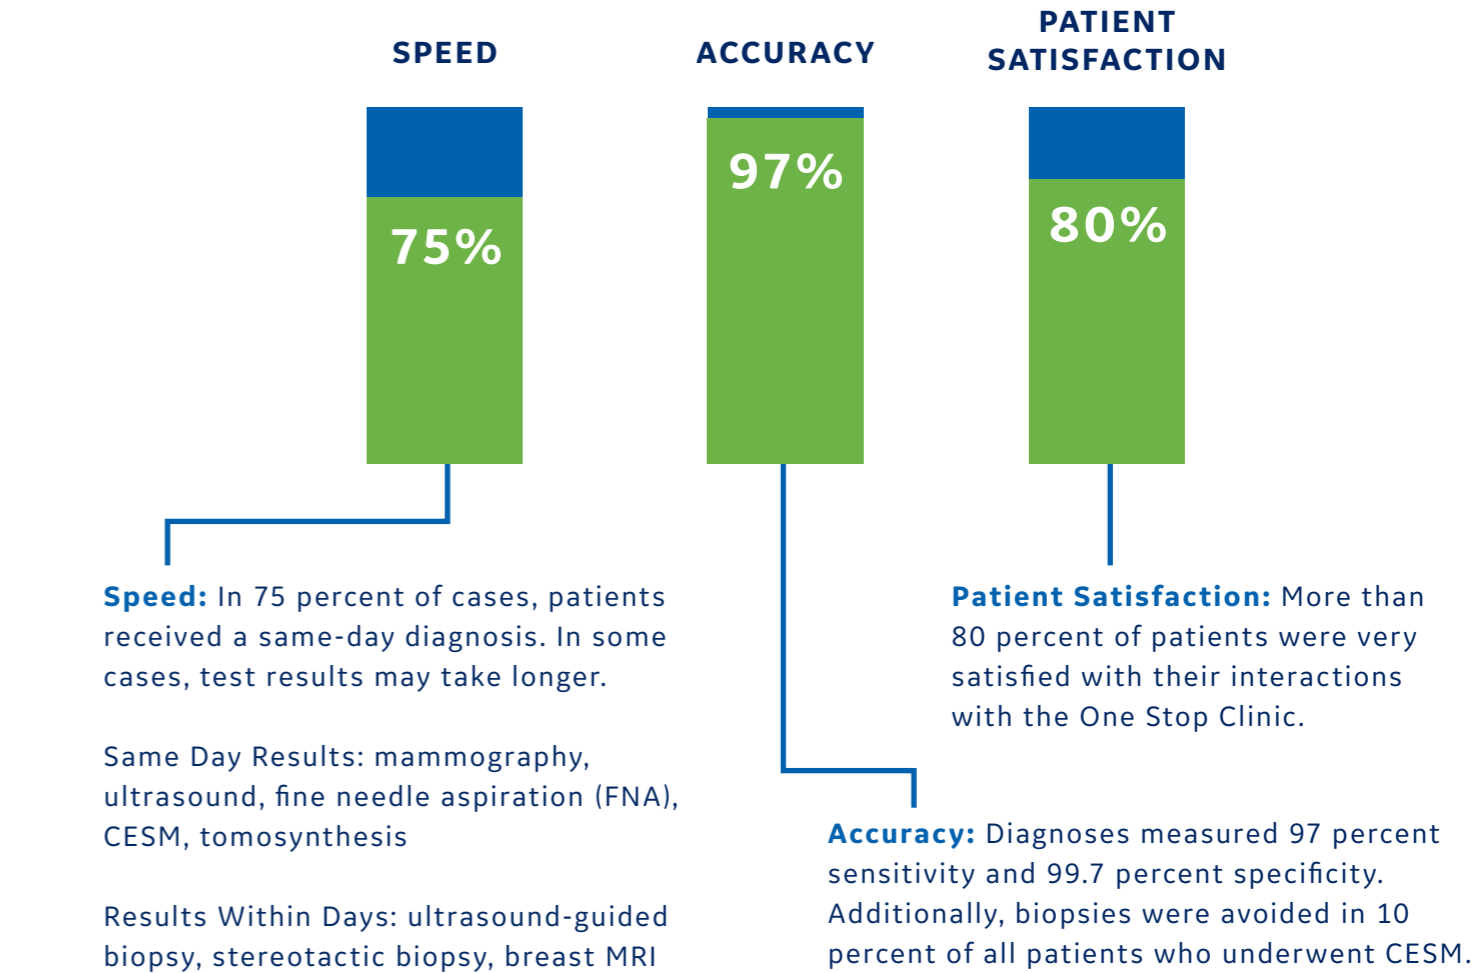 SPEED
ACCURACY
PATIENT
SATISFACTION
75%
97%
80%
Speed: In 75 percent of cases, patients
received a same-day diagnosis. In some
cases, test results may take longer.
Same Day Results: mammography,
ultrasound, fine needle aspiration (FNA),
CESM, tomosynthesis
Results Within Days: ultrasound-guided
biopsy, stereotactic biopsy, breast MRI
Patient Satisfaction: More than
80 percent of patients were very
satisfied with their interactions
with the One Stop Clinic.
Accuracy: Diagnoses measured 97 percent
sensitivity and 99.7 percent specificity.
Additionally, biopsies were avoided in 10
percent of all patients who underwent CESM.